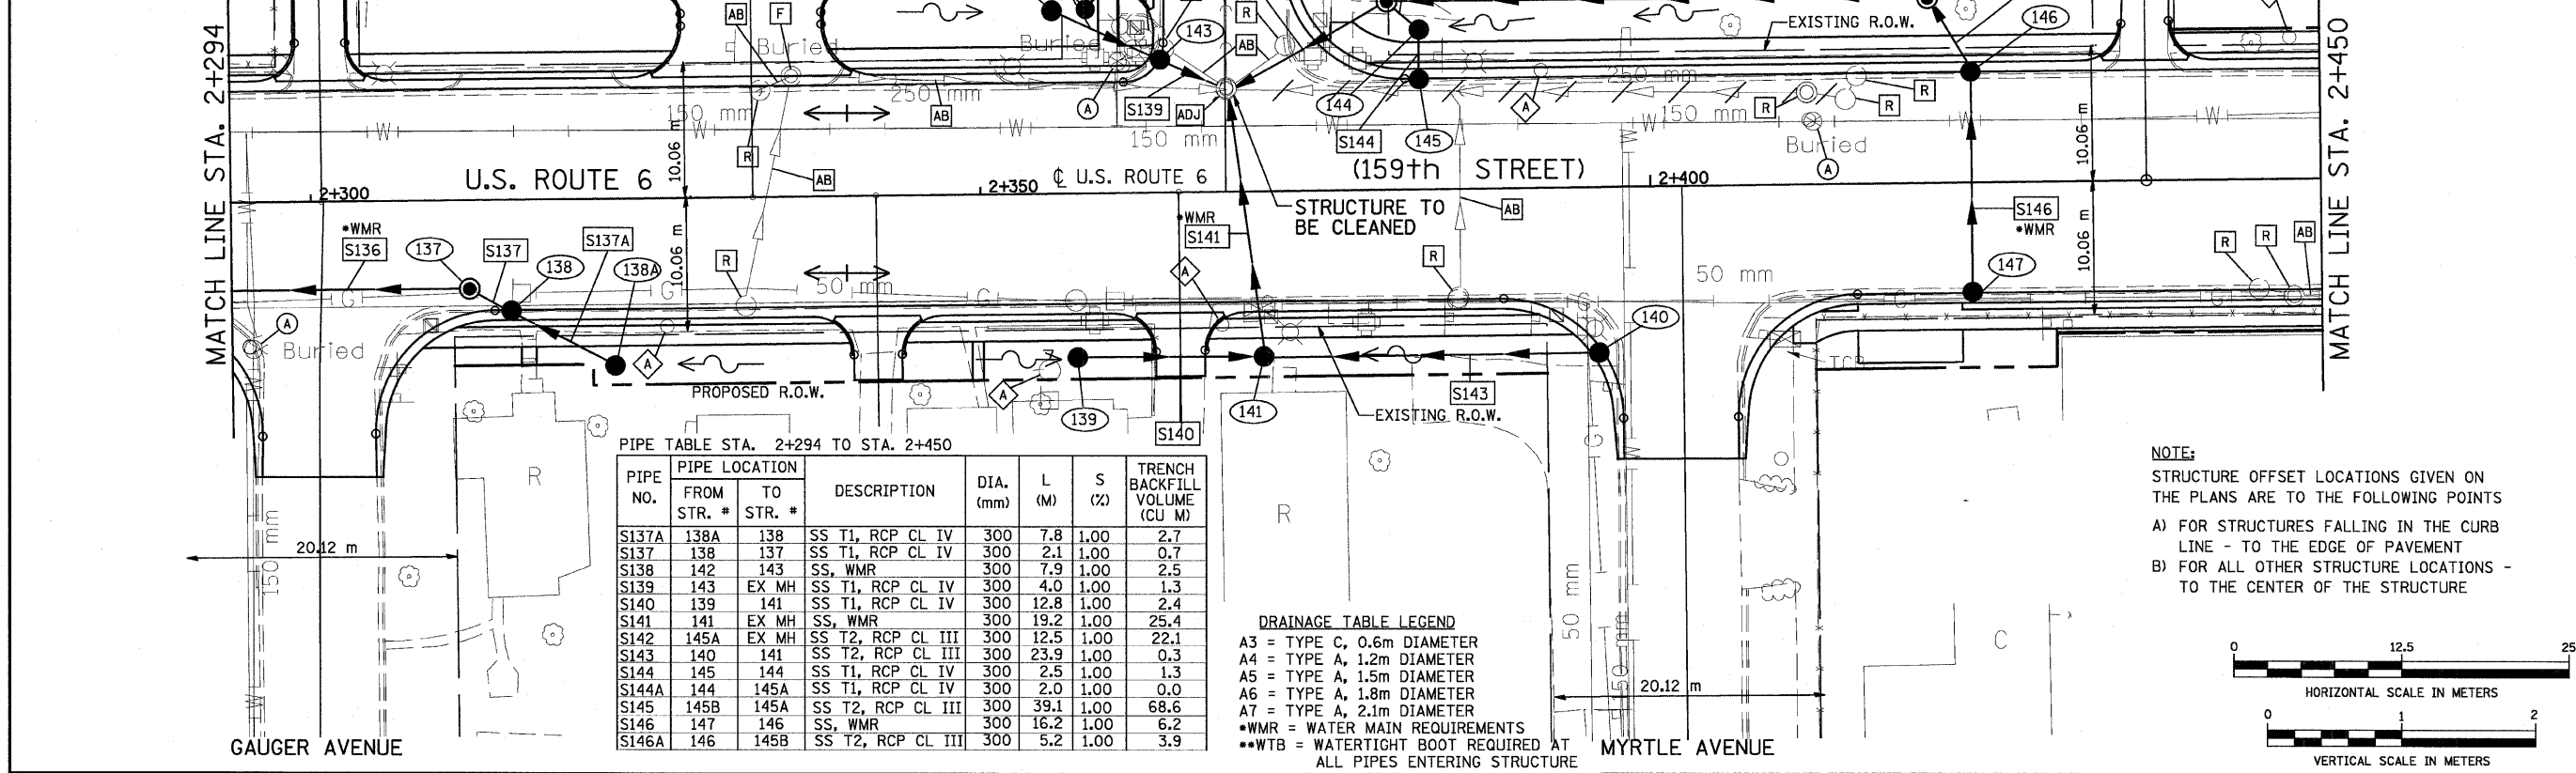 MATCH LINE STA. 2+294
MATCH LINE STA. 2+450
AB
F
R
146
EXISTING R.O.W.
143
AB
Buried
Buried
250 mm
150 mm
AB
A
S139
ADJ
150 mm
144
S144
145
250 mm
A
150 mm
R
R
R
Buried
A
W
W
W
W
W
W
W
10.06 m
10.06 m
R
AB
U.S. ROUTE 6
2+300
2+350
℄ U.S. ROUTE 6
(159th STREET)
2+400
STRUCTURE TO
BE CLEANED
AB
*WMR
S136
137
S137
138
S137A
138A
10.06 m
R
50 mm
*WMR
S141
A
R
50 mm
S146
*WMR
147
10.06 m
R
R
AB
G
G
G
G
G
G
A
Buried
A
PROPOSED R.O.W.
A
139
S140
141
EXISTING R.O.W.
S143
140
TCB
R
R
C
20.12 m
150 mm
50 mm
150 mm
20.12 m
GAUGER AVENUE
MYRTLE AVENUE
PIPE TABLE STA. 2+294 TO STA. 2+450
PIPE NO. PIPE LOCATION FROM STR. # TO STR. # DESCRIPTION DIA. (mm) L (M) S (%) TRENCH BACKFILL VOLUME (CU M)
S137A 138A 138 SS T1, RCP CL IV 300 7.8 1.00 2.7
S137 138 137 SS T1, RCP CL IV 300 2.1 1.00 0.7
S138 142 143 SS, WMR 300 7.9 1.00 2.5
S139 143 EX MH SS T1, RCP CL IV 300 4.0 1.00 1.3
S140 139 141 SS T1, RCP CL IV 300 12.8 1.00 2.4
S141 141 EX MH SS, WMR 300 19.2 1.00 25.4
S142 145A EX MH SS T2, RCP CL III 300 12.5 1.00 22.1
S143 140 141 SS T2, RCP CL III 300 23.9 1.00 0.3
S144 145 144 SS T1, RCP CL IV 300 2.5 1.00 1.3
S144A 144 145A SS T1, RCP CL IV 300 2.0 1.00 0.0
S145 145B 145A SS T2, RCP CL III 300 39.1 1.00 68.6
S146 147 146 SS, WMR 300 16.2 1.00 6.2
S146A 146 145B SS T2, RCP CL III 300 5.2 1.00 3.9
DRAINAGE TABLE LEGEND
A3 = TYPE C, 0.6m DIAMETER
A4 = TYPE A, 1.2m DIAMETER
A5 = TYPE A, 1.5m DIAMETER
A6 = TYPE A, 1.8m DIAMETER
A7 = TYPE A, 2.1m DIAMETER
*WMR = WATER MAIN REQUIREMENTS
**WTB = WATERTIGHT BOOT REQUIRED AT
ALL PIPES ENTERING STRUCTURE
NOTE:
STRUCTURE OFFSET LOCATIONS GIVEN ON
THE PLANS ARE TO THE FOLLOWING POINTS
A) FOR STRUCTURES FALLING IN THE CURB
LINE - TO THE EDGE OF PAVEMENT
B) FOR ALL OTHER STRUCTURE LOCATIONS -
TO THE CENTER OF THE STRUCTURE
0 12.5 25
HORIZONTAL SCALE IN METERS
0 1 2
VERTICAL SCALE IN METERS